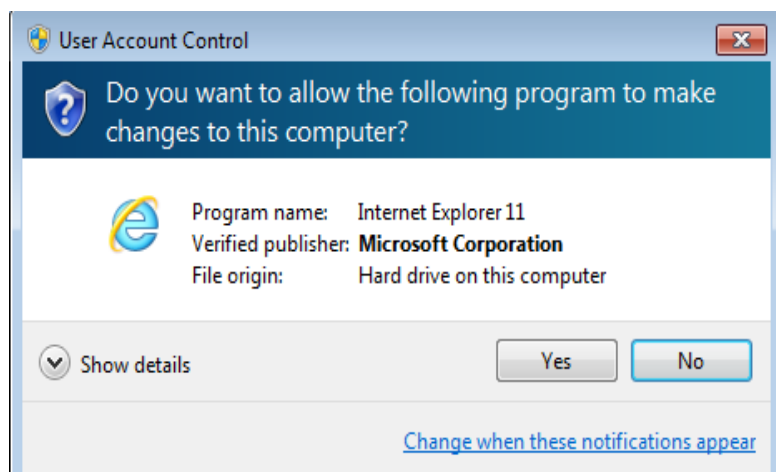 User Account Control
Do you want to allow the following program to make
changes to this computer?
Program name: Internet Explorer 11
Verified publisher: Microsoft Corporation
File origin: Hard drive on this computer
Show details
Yes
No
Change when these notifications appear